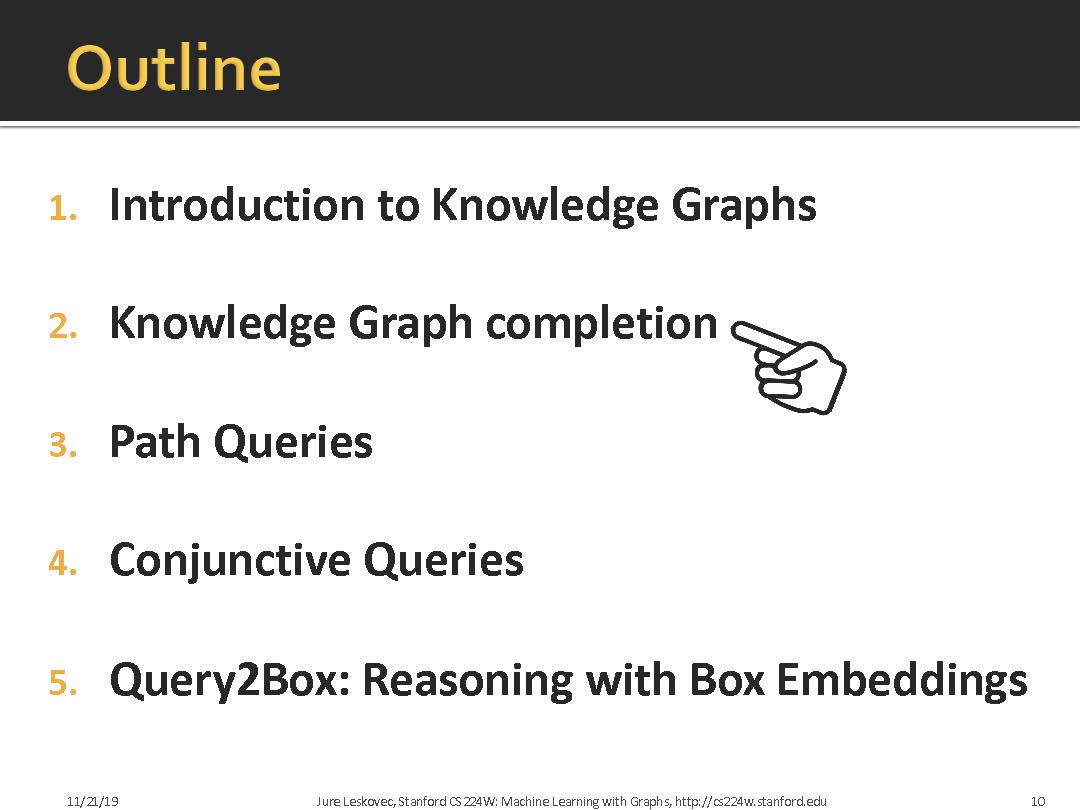 Outline
1. Introduction to Knowledge Graphs
2. Knowledge Graph completion
3. Path Queries
4. Conjunctive Queries
5. Query2Box: Reasoning with Box Embeddings
11/21/19 Jure Leskovec, Stanford CS224W: Machine Learning with Graphs, http://cs224w.stanford.edu 10